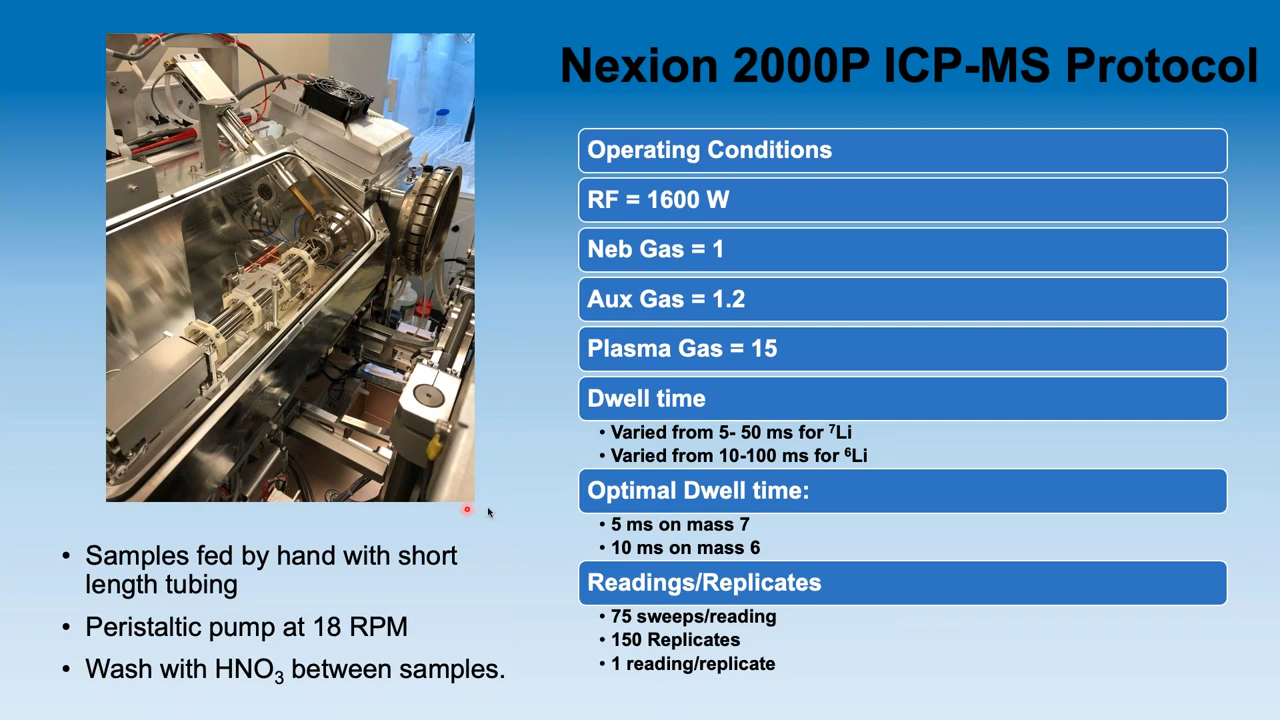 Nexion 2000P ICP-MS Protocol
Operating Conditions
RF = 1600 W
Neb Gas = 1
Aux Gas = 1.2
Plasma Gas = 15
Dwell time
• Varied from 5- 50 ms for ⁷Li
• Varied from 10-100 ms for ⁶Li
Optimal Dwell time:
• 5 ms on mass 7
• 10 ms on mass 6
Readings/Replicates
• 75 sweeps/reading
• 150 Replicates
• 1 reading/replicate
• Samples fed by hand with short
length tubing
• Peristaltic pump at 18 RPM
• Wash with HNO₃ between samples.